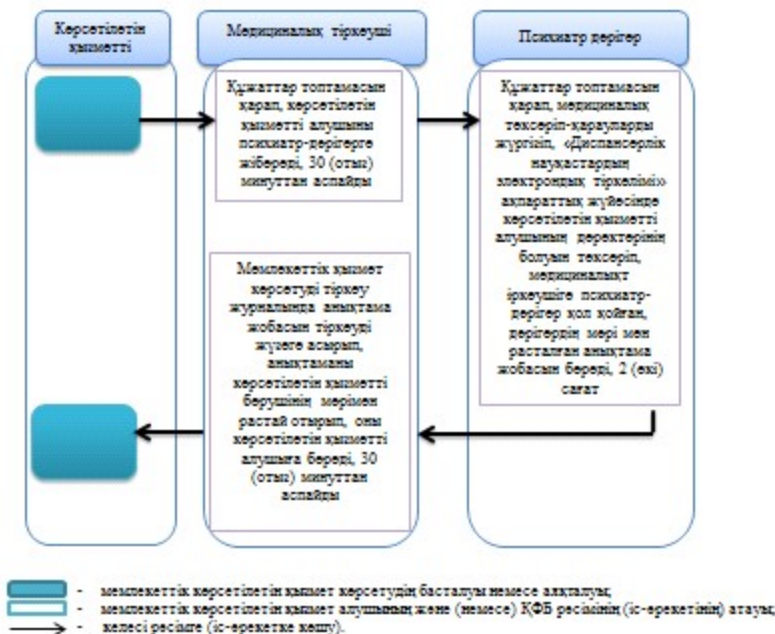 Көрсетілетін
қызметті
Медициналық тіркеуші
Психиатр дәрігер
Құжаттар топтамасын
қарап, көрсетілетін
қызметті алушыны
психиатр-дәрігерге
жібереді, 30 (отыз)
минуттан аспайды
Құжаттар топтамасын
қарап, медициналық
тексеріп-қарауларды
жүргізіп, «Диспансерлік
науқастардың
электрондық тіркелімі»
ақпараттық жүйесінде
көрсетілетін қызметті
алушының деректерінің
болуын тексеріп,
медициналықт
іркеушіге психиатр-
дәрігер қол қойған,
дәрігердің мөрі мен
расталған анықтама
жобасын береді, 2 (екі)
сағат
Мемлекеттік қызмет
көрсетуді тіркеу
журналында анықтама
жобасын тіркеуді
жүзеге асырып,
анықтаманы
көрсетілетін қызметті
берушінің мөрімен
растай отырып, оны
көрсетілетін қызметті
алушыға береді, 30
(отыз) минуттан
аспайды
- мемлекеттік көрсетілетін қызмет көрсетудің басталуы немесе аяқталуы;
- мемлекеттік көрсетілетін қызмет алушының және (немесе) ҚФБ рәсімінің (іс-әрекетінің) атауы;
- келесі рәсімге (іс-әрекетке көшу).